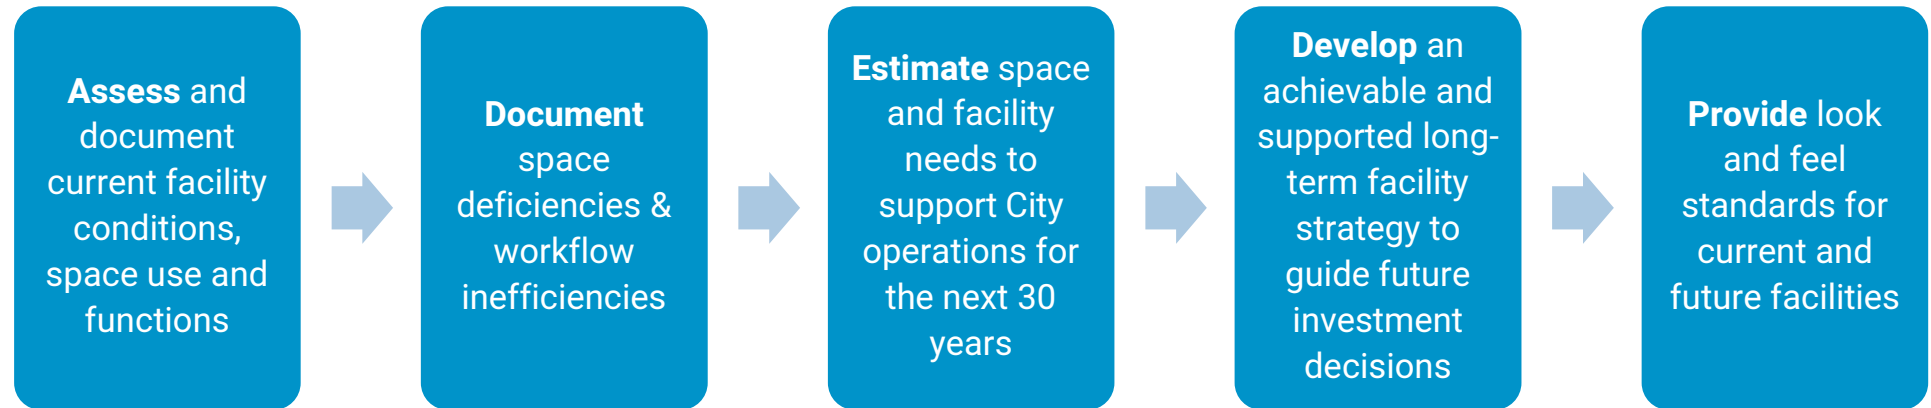 Assess and
document
current facility
conditions,
space use and
functions
Document
space
deficiencies &
workflow
inefficiencies
Estimate space
and facility
needs to
support City
operations for
the next 30
years
Develop an
achievable and
supported long-
term facility
strategy to
guide future
investment
decisions
Provide look
and feel
standards for
current and
future facilities